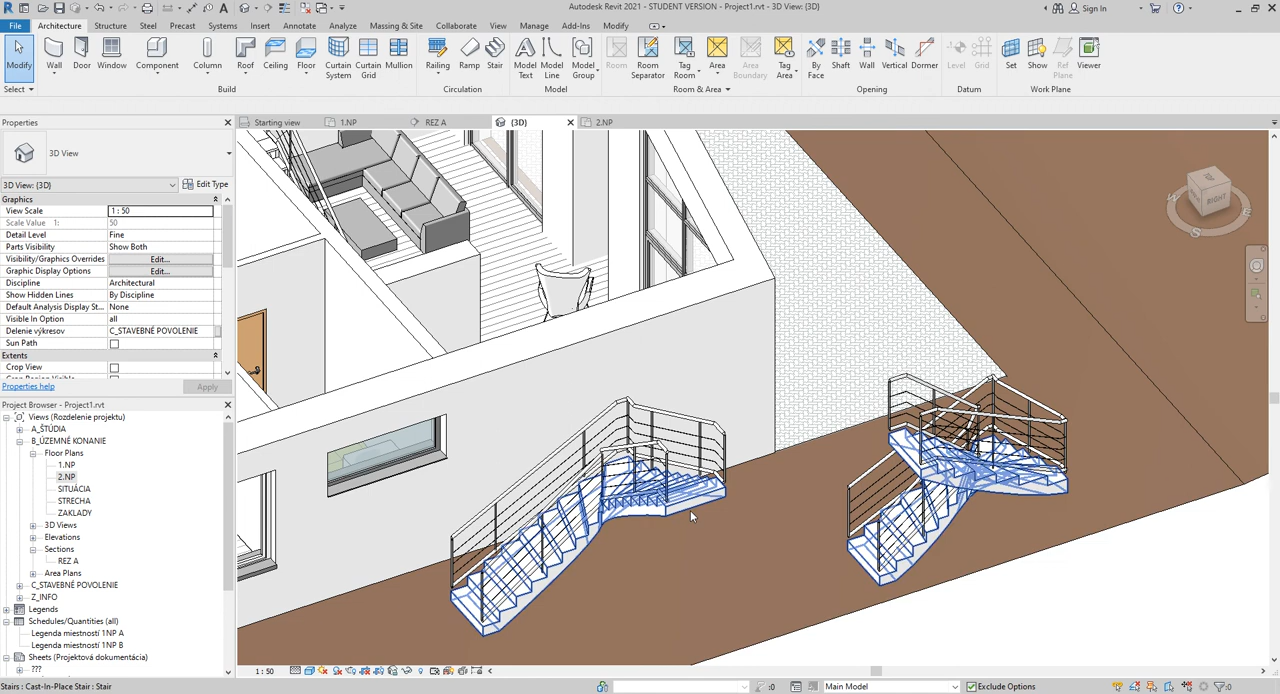 Autodesk Revit 2021 - STUDENT VERSION - Project1.rvt - 3D View: {3D}
Sign In
File Architecture Structure Steel Precast Systems Insert Annotate Analyze Massing & Site Collaborate View Manage Add-Ins Modify
Modify Wall Door Window Component Column Roof Ceiling Floor Curtain System Curtain Grid Mullion Railing Ramp Stair Model Text Model Line Model Group Room Room Separator Tag Room Area Area Boundary Tag Area By Face Shaft Wall Vertical Dormer Level Grid Set Show Ref Plane Viewer
Select Build Circulation Model Room & Area Opening Datum Work Plane
Properties
Starting view 1.NP REZ A {3D} 2.NP
3D View
3D View: {3D} Edit Type
Graphics
View Scale 1 : 50
Scale Value 1: 50
Detail Level Fine
Parts Visibility Show Both
Visibility/Graphics Overrides Edit...
Graphic Display Options Edit...
Discipline Architectural
Show Hidden Lines By Discipline
Default Analysis Display St... None
Visible In Option all
Delenie výkresov C_STAVEBNÉ POVOLENIE
Sun Path
Extents
Crop View
Properties help Apply
Project Browser - Project1.rvt
Views (Rozdelenie projektu)
A_ŠTÚDIA
B_ÚZEMNÉ KONANIE
Floor Plans
1.NP
2.NP
SITUÁCIA
STRECHA
ZÁKLADY
3D Views
Elevations
Sections
REZ A
Area Plans
C_STAVEBNÉ POVOLENIE
Z_INFO
Legends
Schedules/Quantities (all)
Legenda miestností 1NP A
Legenda miestností 1NP B
Sheets (Projektová dokumentácia)
???
RIGHT
W
S
E
1 : 50
Stairs : Cast-In-Place Stair : Stair
:0
Main Model
Exclude Options
:0